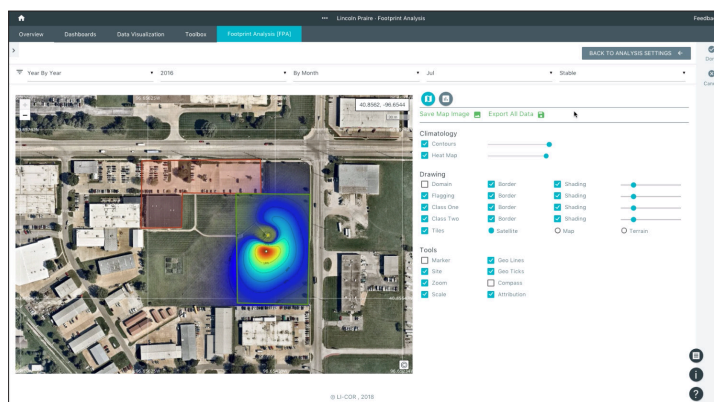 Lincoln Praire - Footprint Analysis
Feedba
Overview
Dashboards
Data Visualization
Toolbox
Footprint Analysis [FPA]
BACK TO ANALYSIS SETTINGS
Year By Year
2016
By Month
Jul
Stable
40.8562, -96.6544
Save Map Image
Export All Data
Climatology
Contours
Heat Map
Drawing
Domain
Border
Shading
Flagging
Border
Shading
Class One
Border
Shading
Class Two
Border
Shading
Tiles
Satellite
Map
Terrain
Tools
Marker
Geo Lines
Site
Geo Ticks
Zoom
Compass
Scale
Attribution
© LI-COR , 2016